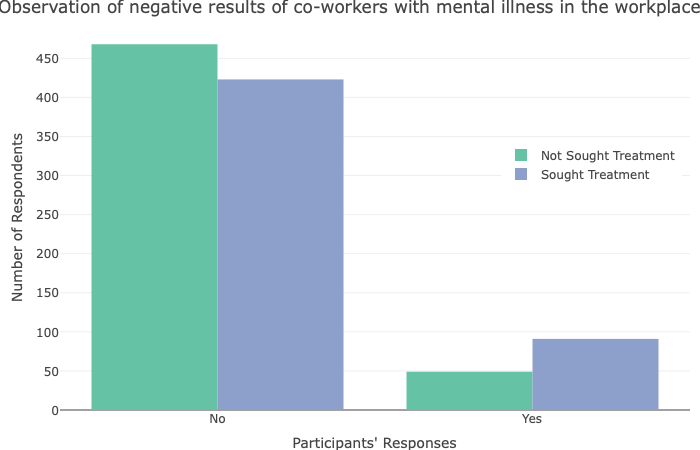 Observation of negative results of co-workers with mental illness in the workplace
450
400
350
300
250
200
150
100
50
0
Number of Respondents
Not Sought Treatment
Sought Treatment
No
Yes
Participants' Responses